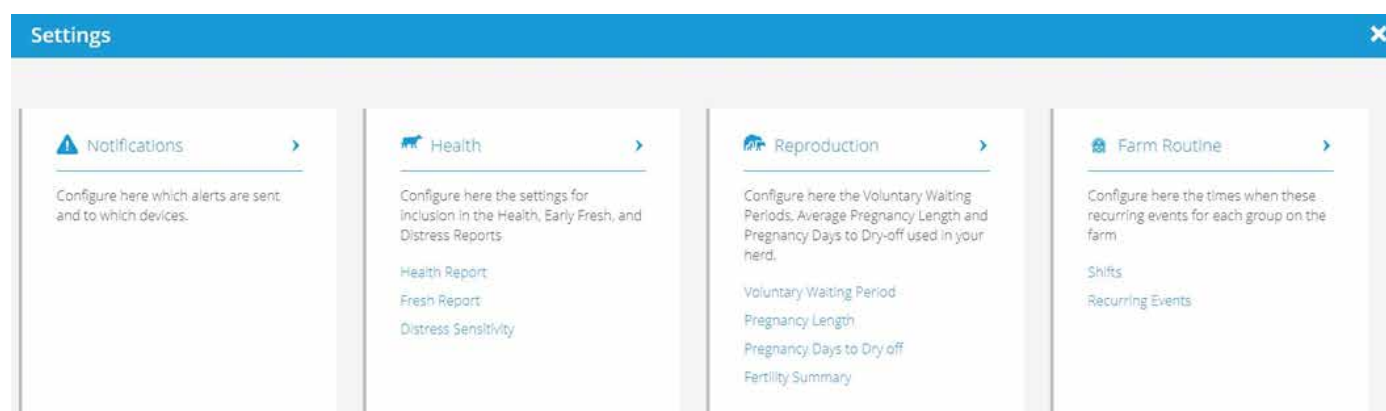 Settings
Notifications
Configure here which alerts are sent
and to which devices.
Health
Configure here the settings for
inclusion in the Health, Early Fresh, and
Distress Reports
Health Report
Fresh Report
Distress Sensitivity
Reproduction
Configure here the Voluntary Waiting
Periods, Average Pregnancy Length and
Pregnancy Days to Dry-off used in your
herd.
Voluntary Waiting Period
Pregnancy Length
Pregnancy Days to Dry off
Fertility Summary
Farm Routine
Configure here the times when these
recurring events for each group on the
farm
Shifts
Recurring Events